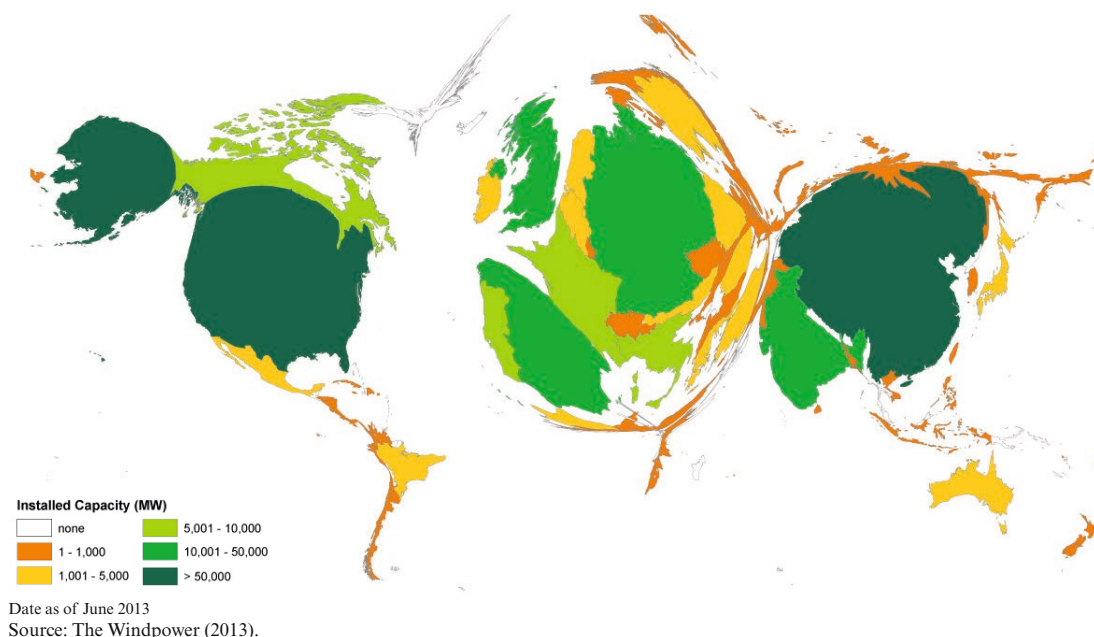 Installed Capacity (MW)
none
5,001 - 10,000
1 - 1,000
10,001 - 50,000
1,001 - 5,000
> 50,000
Date as of June 2013
Source: The Windpower (2013).